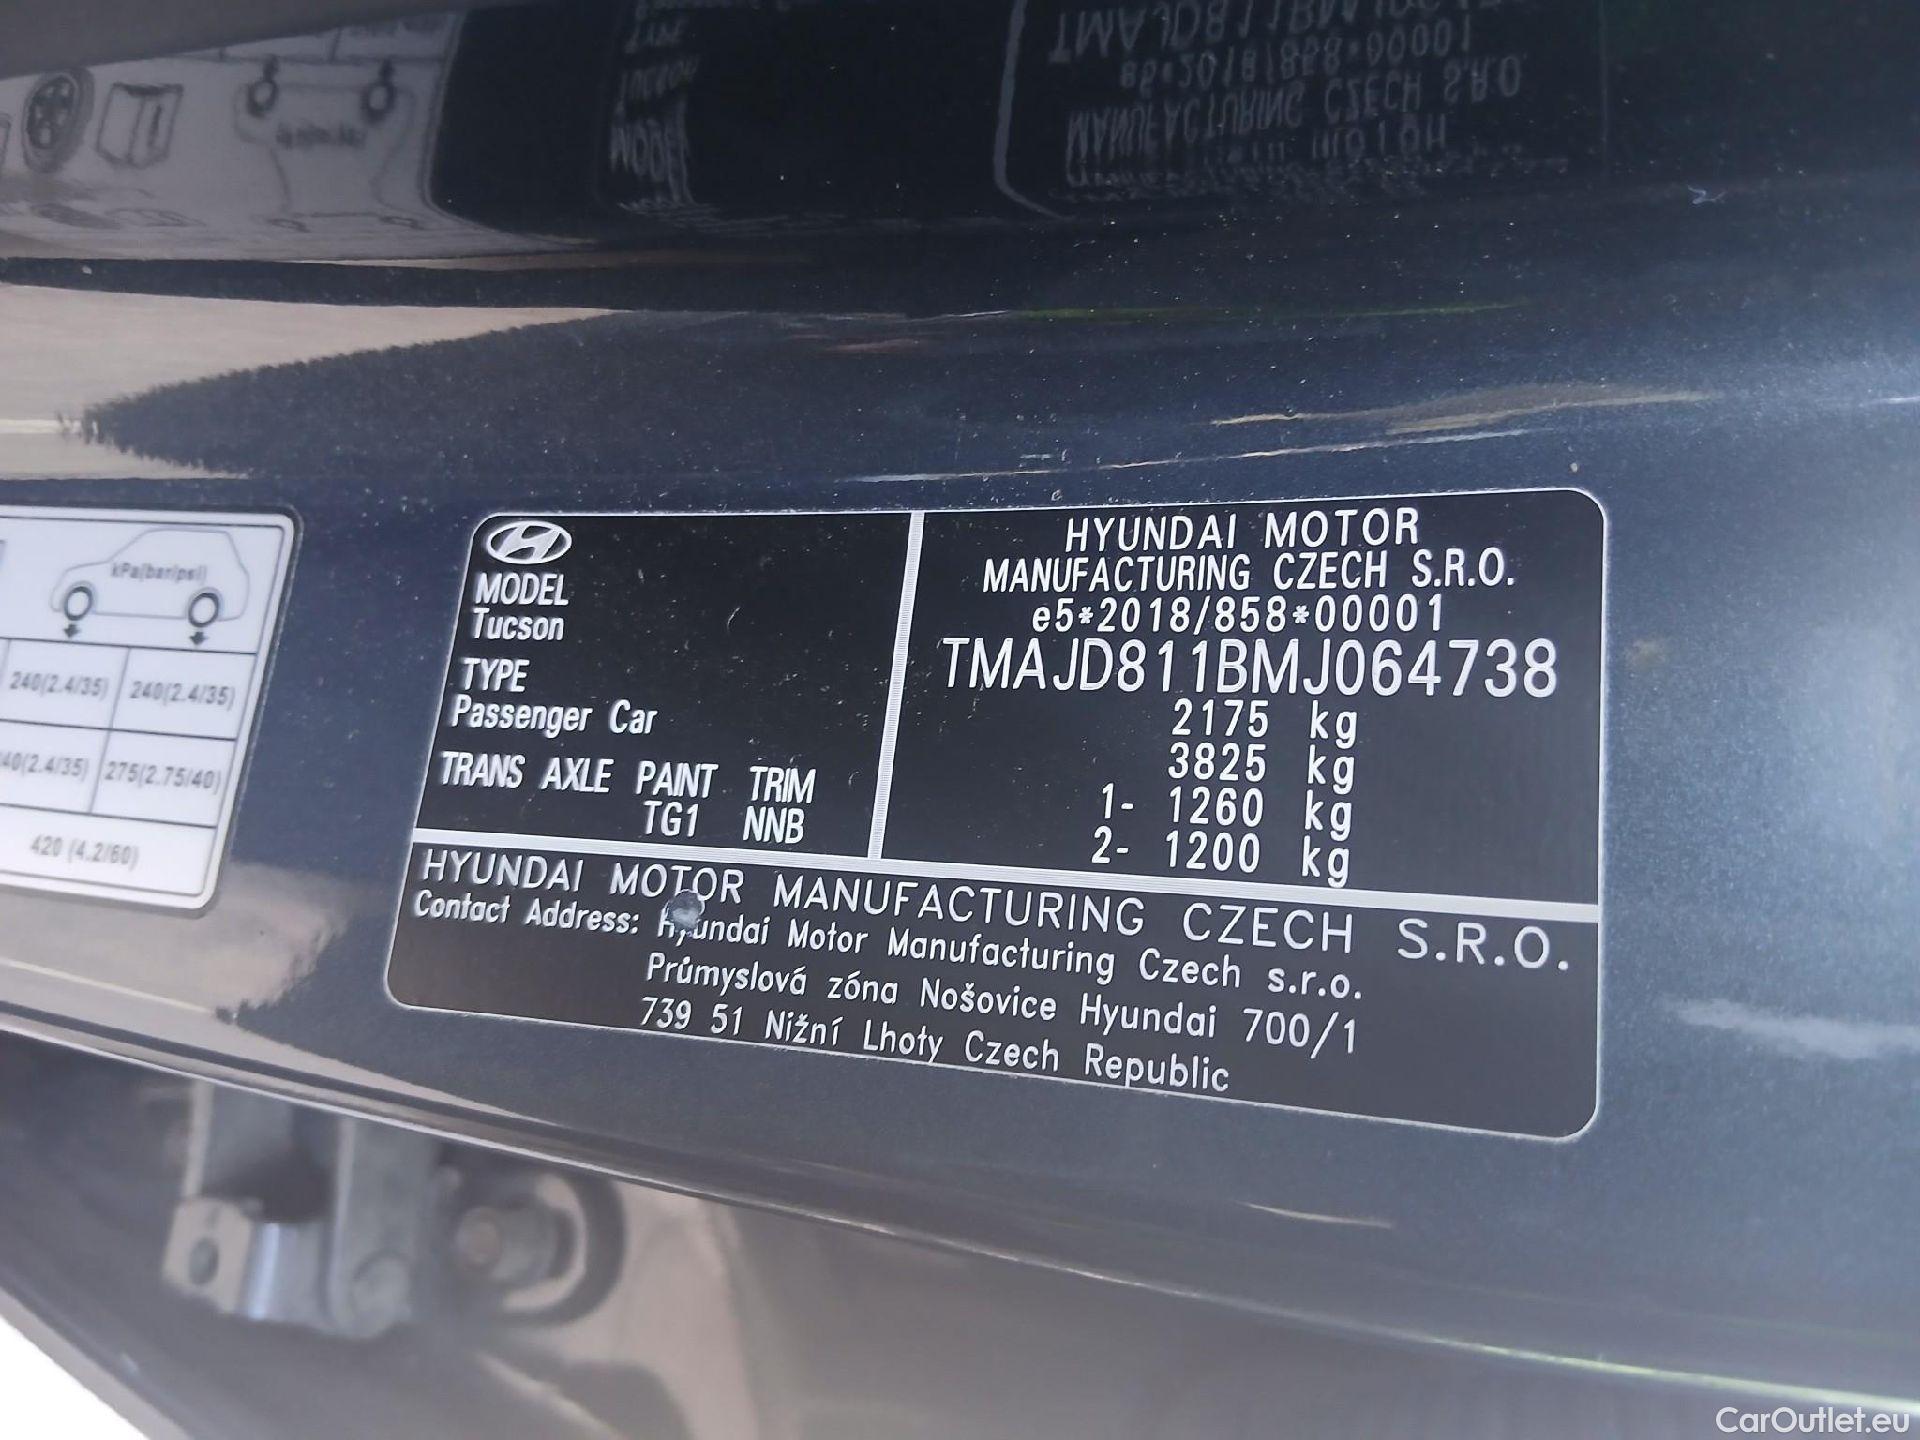 kPa(bar/psi)
240(2.4/35) 240(2.4/35)
275(2.75/40)
420 (4.2/60)
MODEL
Tucson
TYPE
Passenger Car
TRANS AXLE PAINT TRIM
TG1 NNB
HYUNDAI MOTOR
MANUFACTURING CZECH S.R.O.
e5*2018/858*00001
TMAJD811BMJ064738
2175 kg
3825 kg
1- 1260 kg
2- 1200 kg
HYUNDAI MOTOR MANUFACTURING CZECH S.R.O.
Contact Address: Hyundai Motor Manufacturing Czech s.r.o.
Průmyslová zóna Nošovice Hyundai 700/1
739 51 Nižní Lhoty Czech Republic
CarOutlet.eu